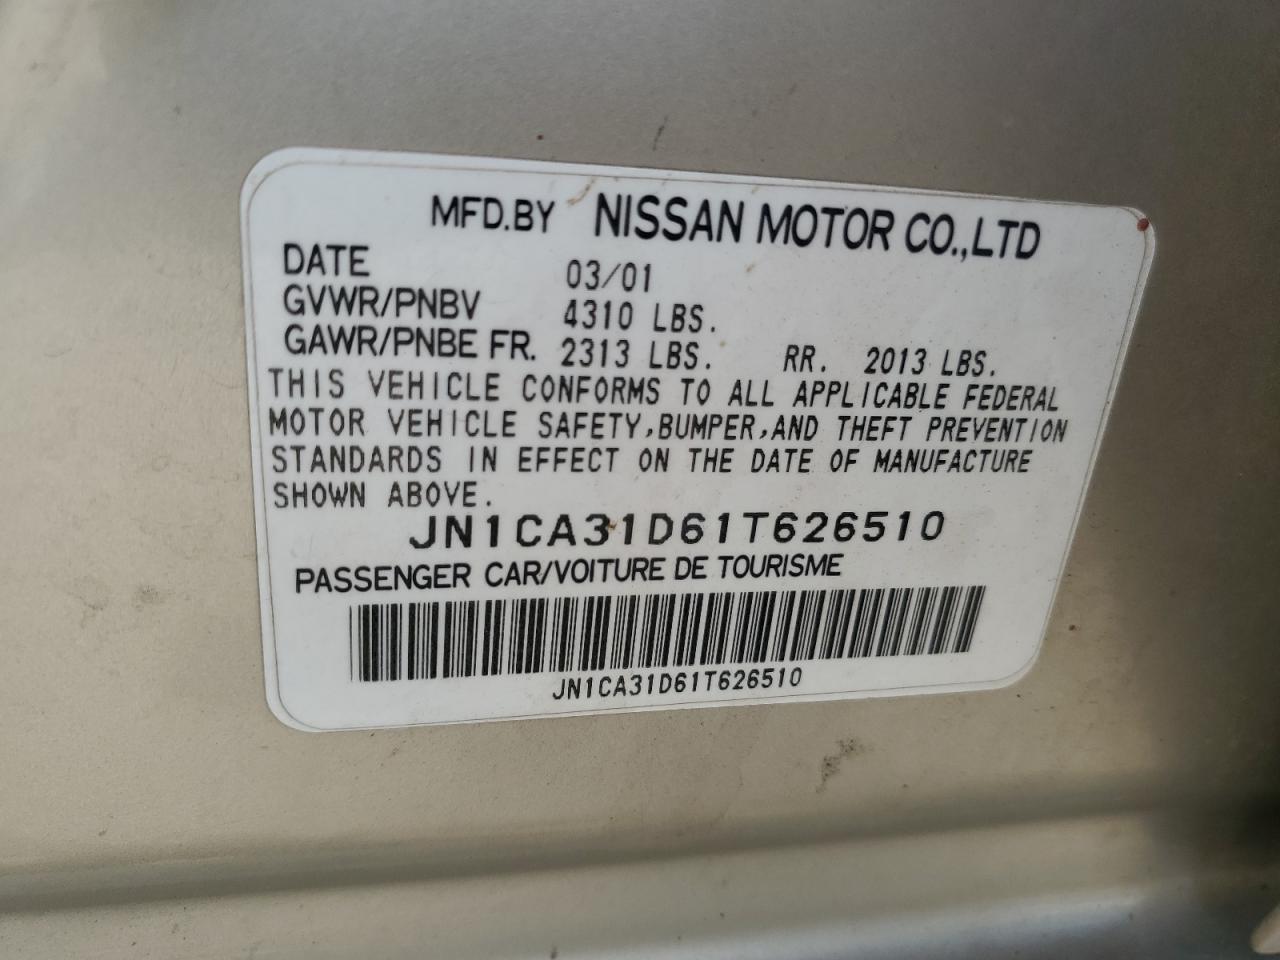 MFD.BY NISSAN MOTOR CO.,LTD
DATE 03/01
GVWR/PNBV 4310 LBS.
GAWR/PNBE FR. 2313 LBS. RR. 2013 LBS.
THIS VEHICLE CONFORMS TO ALL APPLICABLE FEDERAL
MOTOR VEHICLE SAFETY,BUMPER,AND THEFT PREVENTION
STANDARDS IN EFFECT ON THE DATE OF MANUFACTURE
SHOWN ABOVE.
JN1CA31D61T626510
PASSENGER CAR/VOITURE DE TOURISME
JN1CA31D61T626510